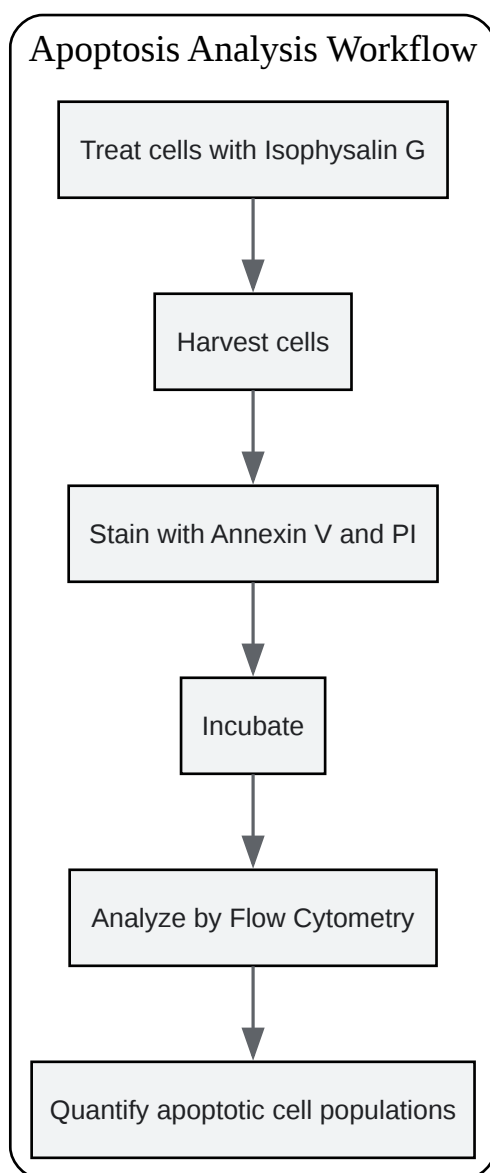 Apoptosis Analysis Workflow
Treat cells with Isophysalin G
Harvest cells
Stain with Annexin V and PI
Incubate
Analyze by Flow Cytometry
Quantify apoptotic cell populations